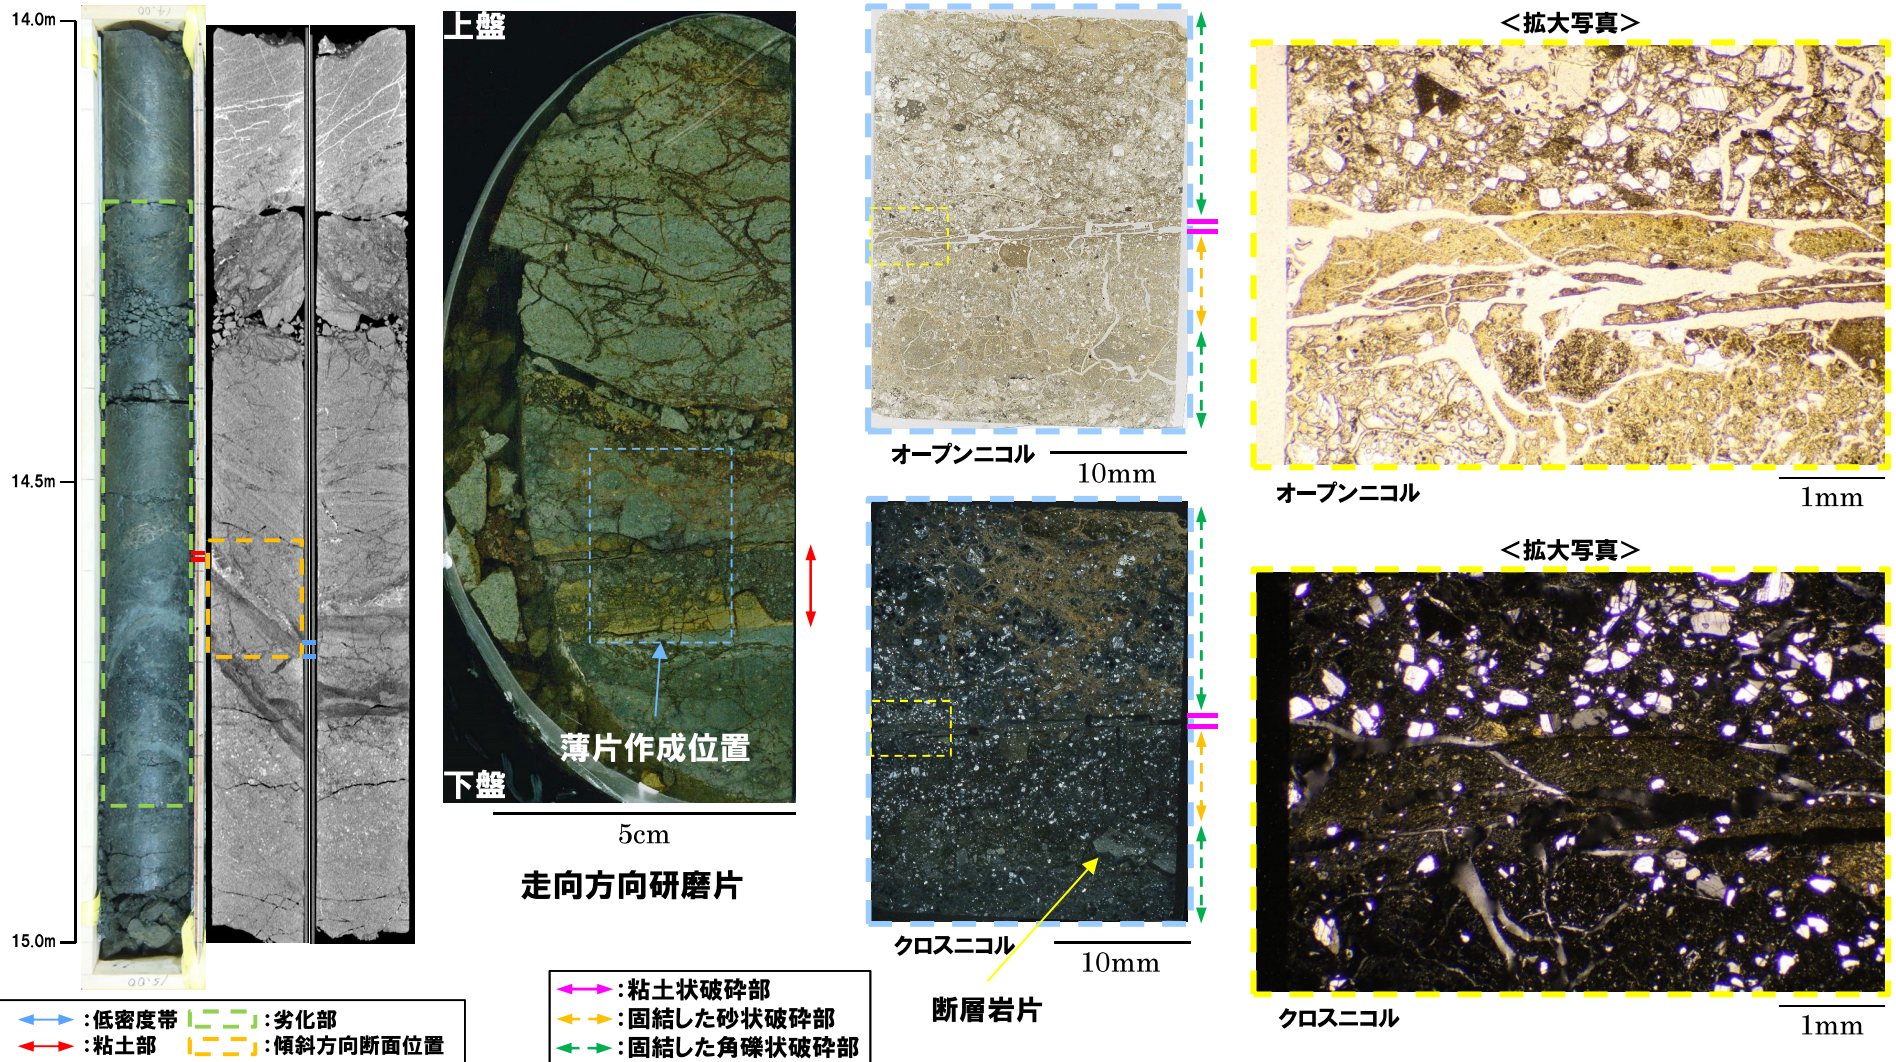 14.0m
14.5m
15.0m
14.00
15.00
上盤
下盤
薄片作成位置
5cm
走向方向研磨片
オープンニコル
10mm
クロスニコル
10mm
断層岩片
＜拡大写真＞
オープンニコル
1mm
＜拡大写真＞
クロスニコル
1mm
：低密度帯
：劣化部
：粘土部
：傾斜方向断面位置
：粘土状破砕部
：固結した砂状破砕部
：固結した角礫状破砕部